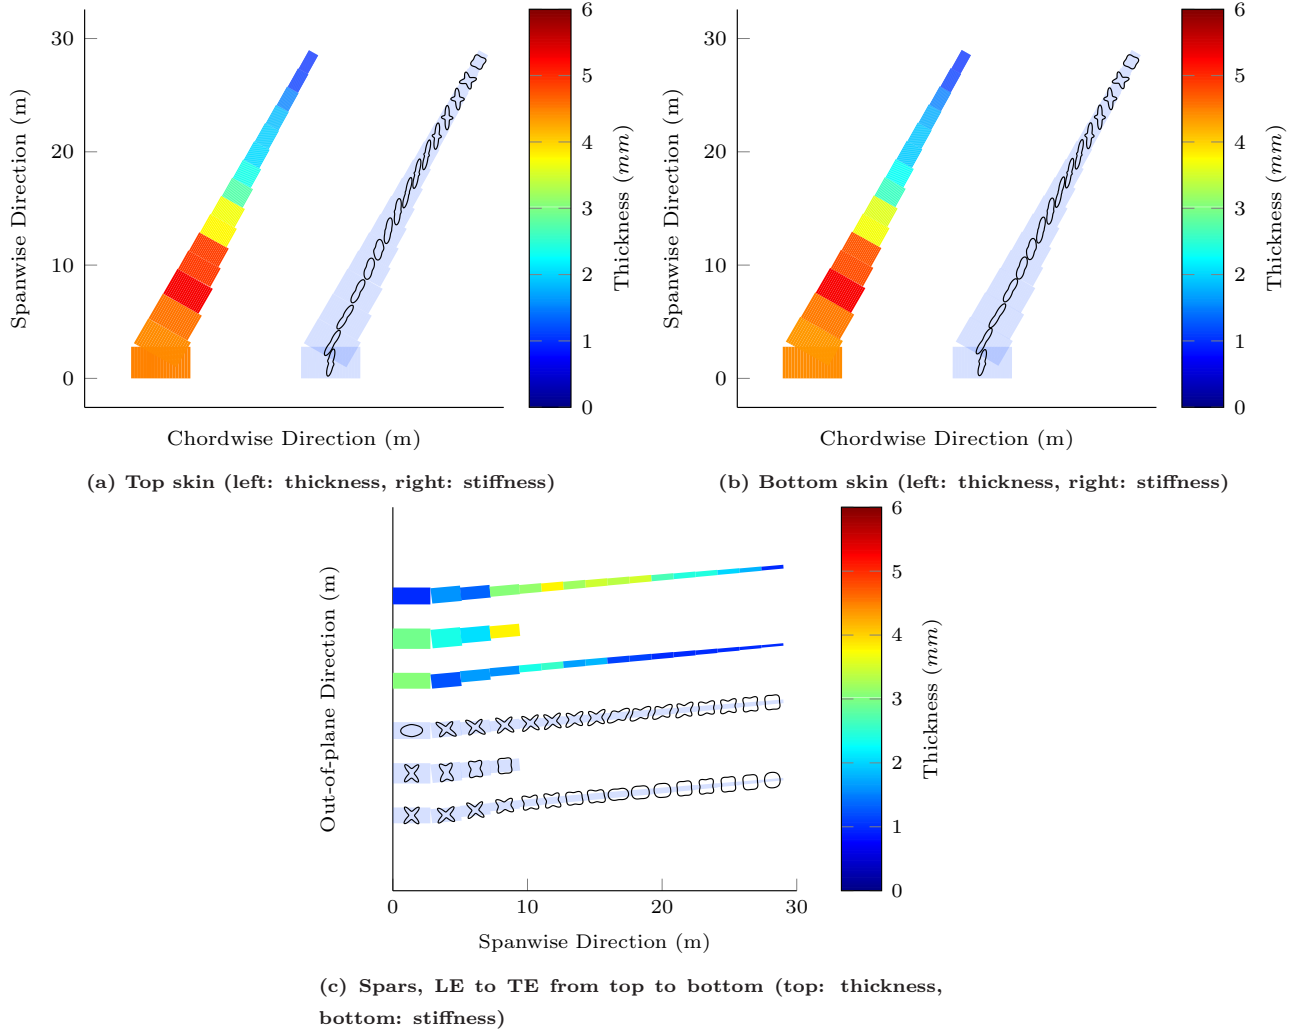 30
20
10
0
Spanwise Direction (m)
Chordwise Direction (m)
6
5
4
3
2
1
0
Thickness (mm)
(a) Top skin (left: thickness, right: stiffness)
30
20
10
0
Spanwise Direction (m)
Chordwise Direction (m)
6
5
4
3
2
1
0
Thickness (mm)
(b) Bottom skin (left: thickness, right: stiffness)
Out-of-plane Direction (m)
0
10
20
30
Spanwise Direction (m)
6
5
4
3
2
1
0
Thickness (mm)
(c) Spars, LE to TE from top to bottom (top: thickness,
bottom: stiffness)